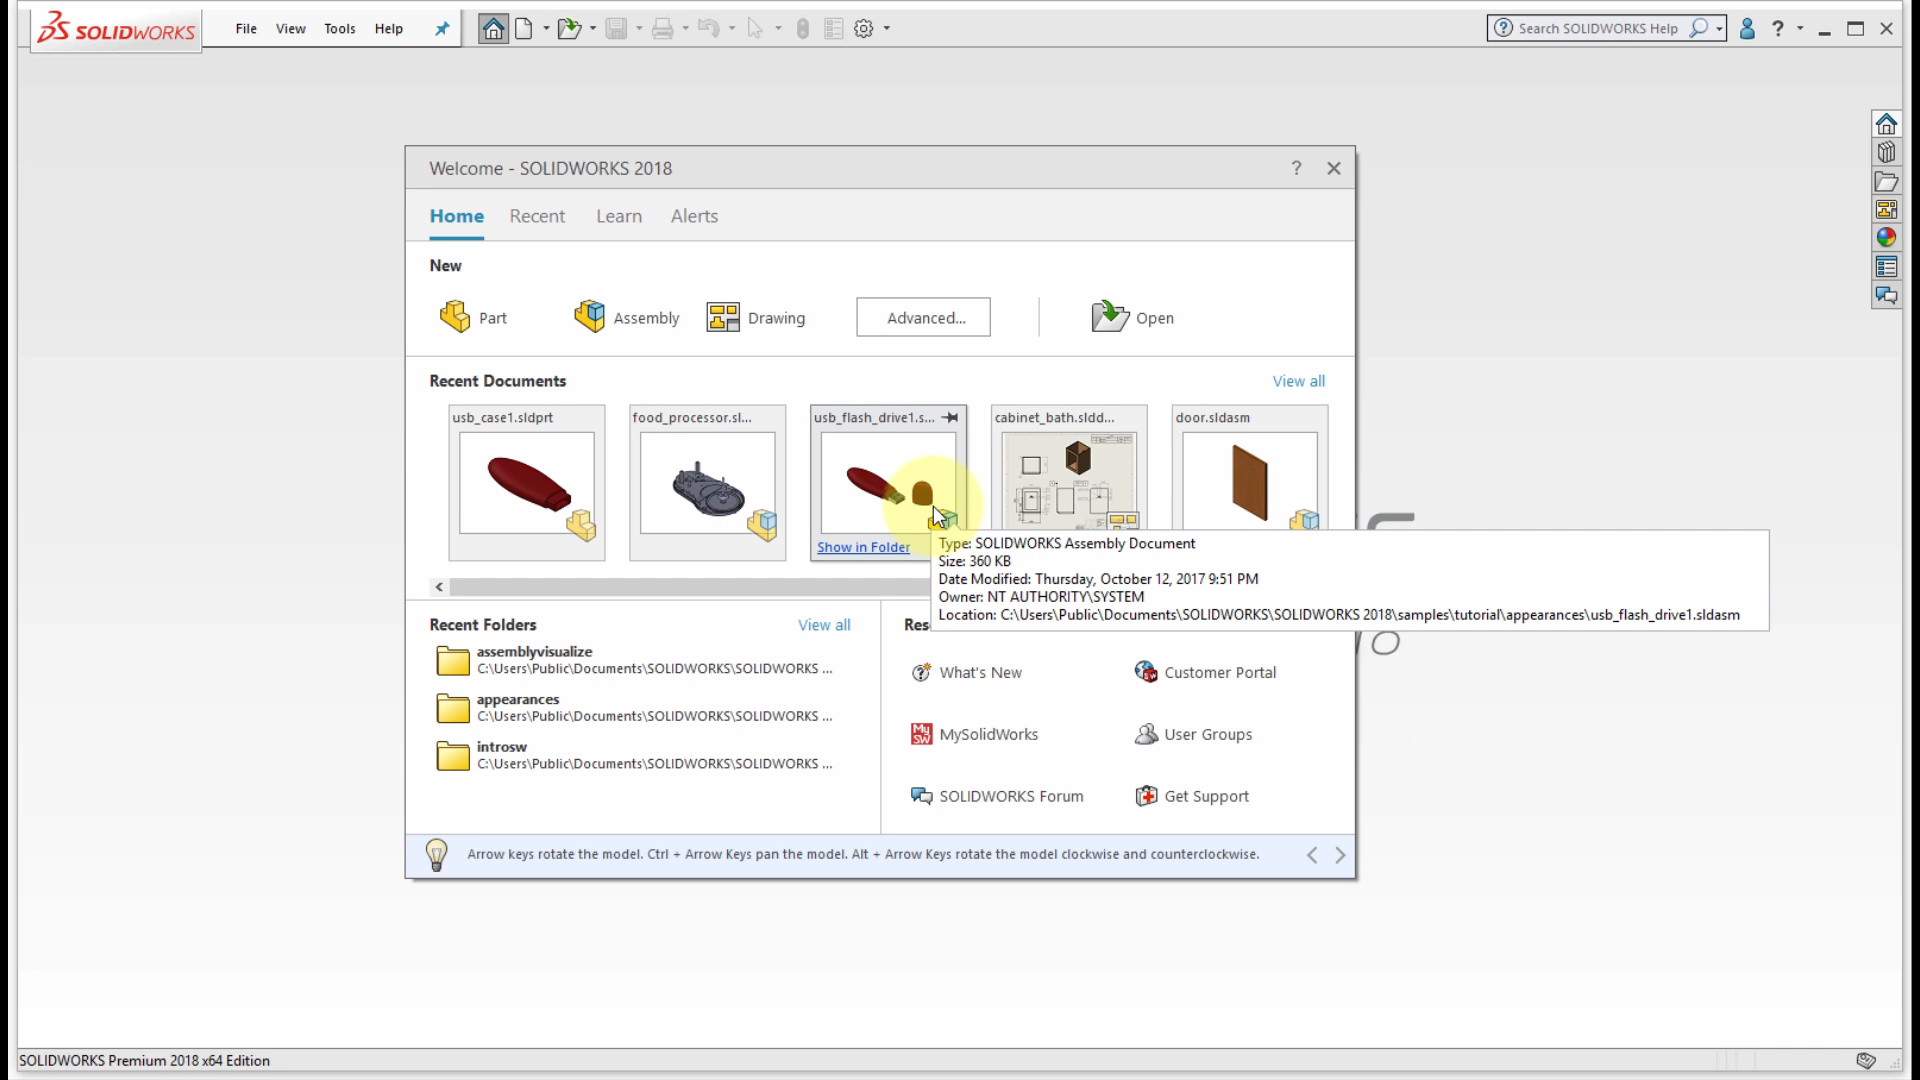 SOLIDWORKS File View Tools Help Search SOLIDWORKS Help ?
Welcome - SOLIDWORKS 2018 ?
Home Recent Learn Alerts
New
Part Assembly Drawing Advanced... Open
Recent Documents View all
usb_case1.sldprt food_processor.sl... usb_flash_drive1.s... cabinet_bath.sldd... door.sldasm
Show in Folder
Type: SOLIDWORKS Assembly Document
Size: 360 KB
Date Modified: Thursday, October 12, 2017 9:51 PM
Owner: NT AUTHORITY\SYSTEM
Location: C:\Users\Public\Documents\SOLIDWORKS\SOLIDWORKS 2018\samples\tutorial\appearances\usb_flash_drive1.sldasm
Recent Folders View all
assemblyvisualize
C:\Users\Public\Documents\SOLIDWORKS\SOLIDWORKS ...
appearances
C:\Users\Public\Documents\SOLIDWORKS\SOLIDWORKS ...
introsw
C:\Users\Public\Documents\SOLIDWORKS\SOLIDWORKS ...
What's New Customer Portal
MySW MySolidWorks User Groups
SOLIDWORKS Forum Get Support
Arrow keys rotate the model. Ctrl + Arrow Keys pan the model. Alt + Arrow Keys rotate the model clockwise and counterclockwise.
SOLIDWORKS Premium 2018 x64 Edition